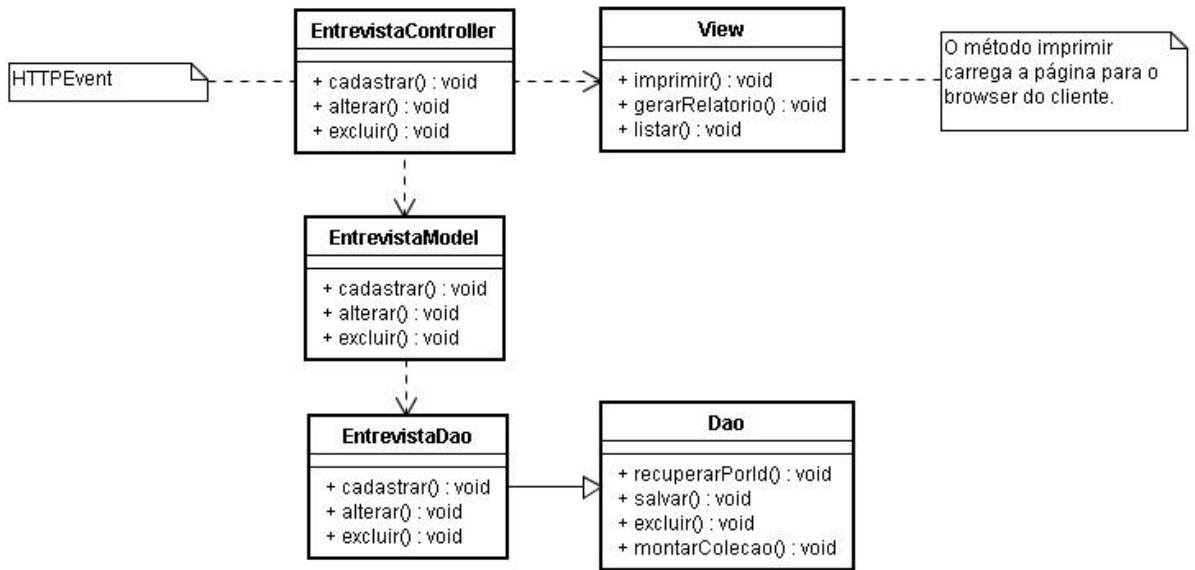 HTTPEvent
EntrevistaController
+ cadastrar() : void
+ alterar() : void
+ excluir() : void
View
+ imprimir() : void
+ gerarRelatorio() : void
+ listar() : void
O método imprimir
carrega a página para o
browser do cliente.
EntrevistaModel
+ cadastrar() : void
+ alterar() : void
+ excluir() : void
EntrevistaDao
+ cadastrar() : void
+ alterar() : void
+ excluir() : void
Dao
+ recuperarPorId() : void
+ salvar() : void
+ excluir() : void
+ montarColecao() : void